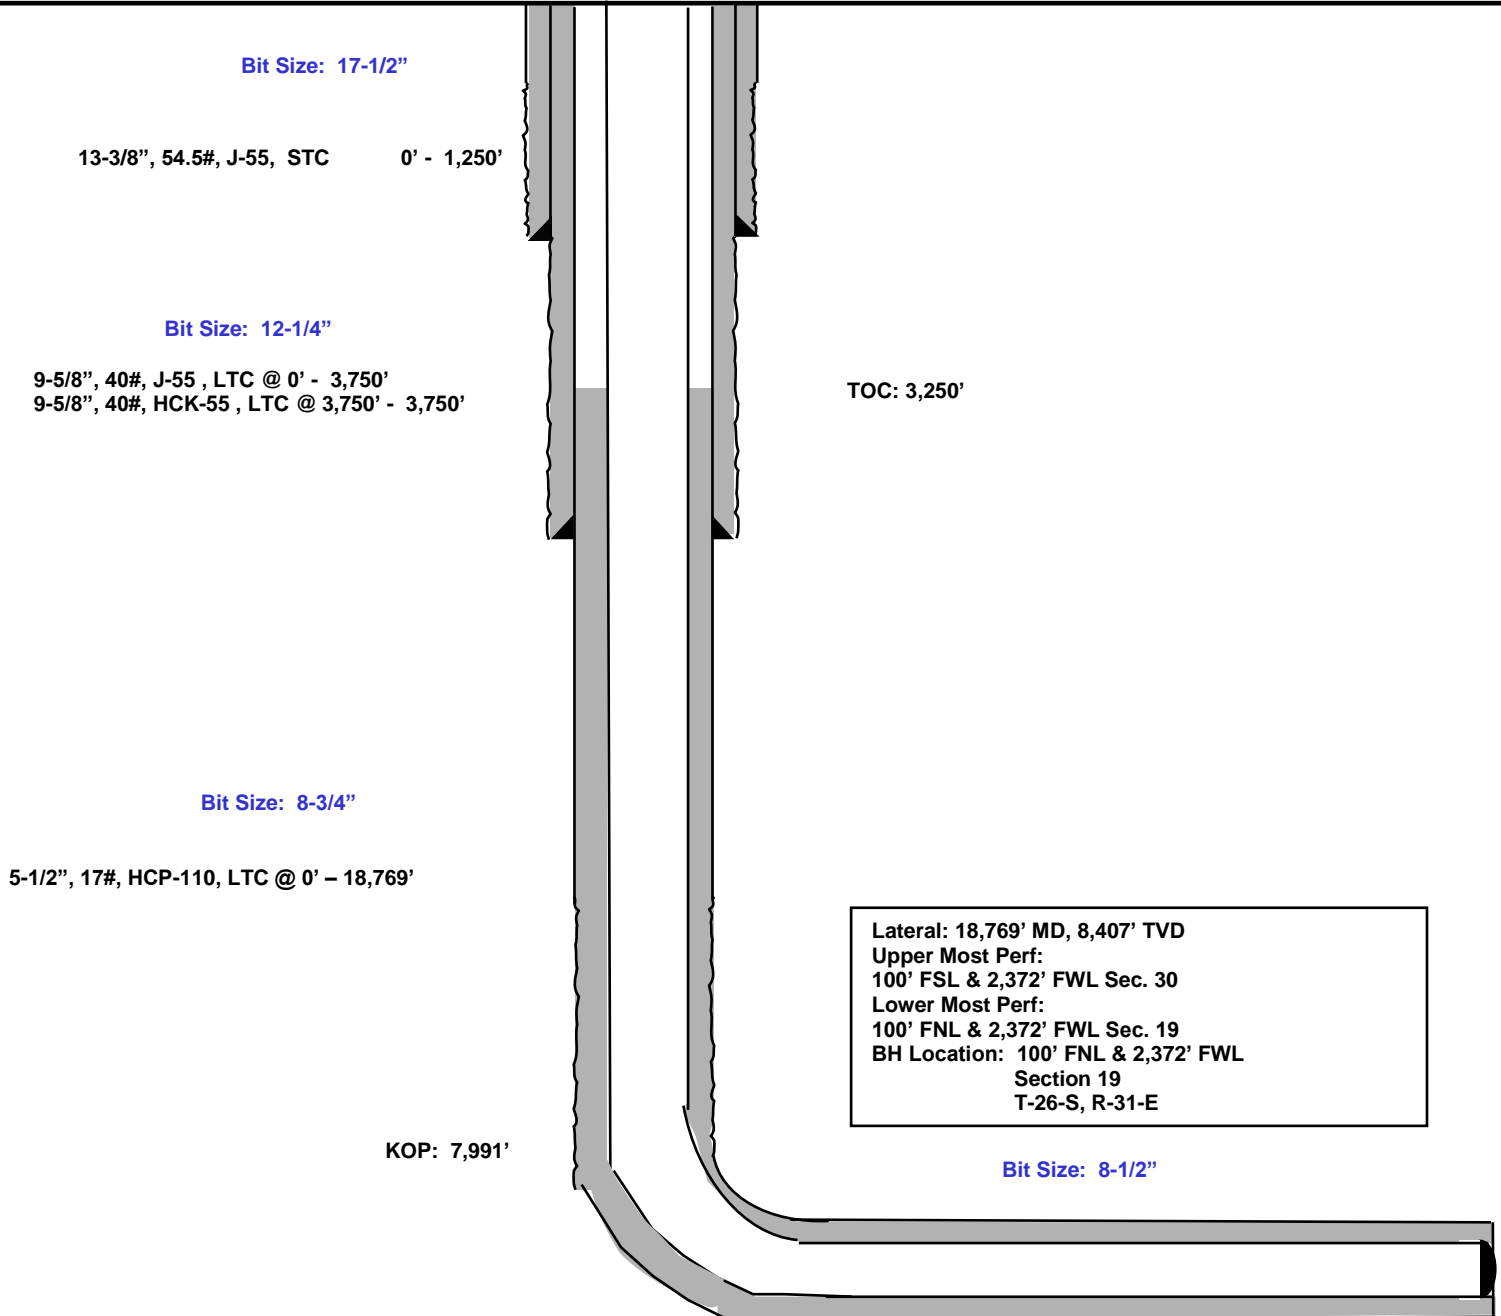 Bit Size: 17-1/2”
13-3/8”, 54.5#, J-55, STC 0’ - 1,250’
Bit Size: 12-1/4”
9-5/8”, 40#, J-55 , LTC @ 0’ - 3,750’
9-5/8”, 40#, HCK-55 , LTC @ 3,750’ - 3,750’
TOC: 3,250’
Bit Size: 8-3/4”
5-1/2”, 17#, HCP-110, LTC @ 0’ – 18,769’
Lateral: 18,769’ MD, 8,407’ TVD
Upper Most Perf:
100’ FSL & 2,372’ FWL Sec. 30
Lower Most Perf:
100’ FNL & 2,372’ FWL Sec. 19
BH Location: 100’ FNL & 2,372’ FWL
Section 19
T-26-S, R-31-E
KOP: 7,991’
Bit Size: 8-1/2”